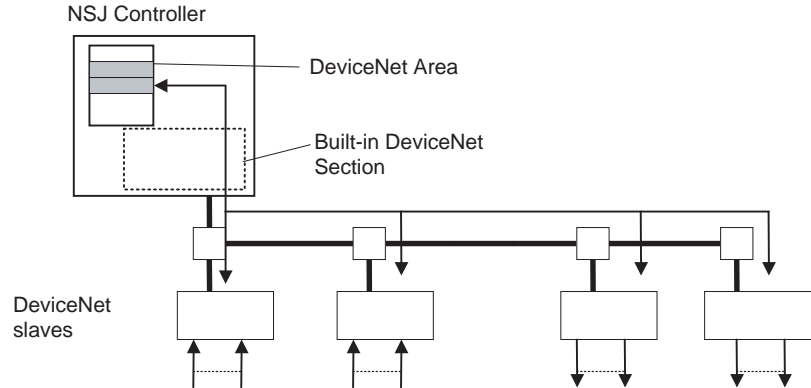 NSJ Controller
DeviceNet Area
Built-in DeviceNet
Section
DeviceNet
slaves